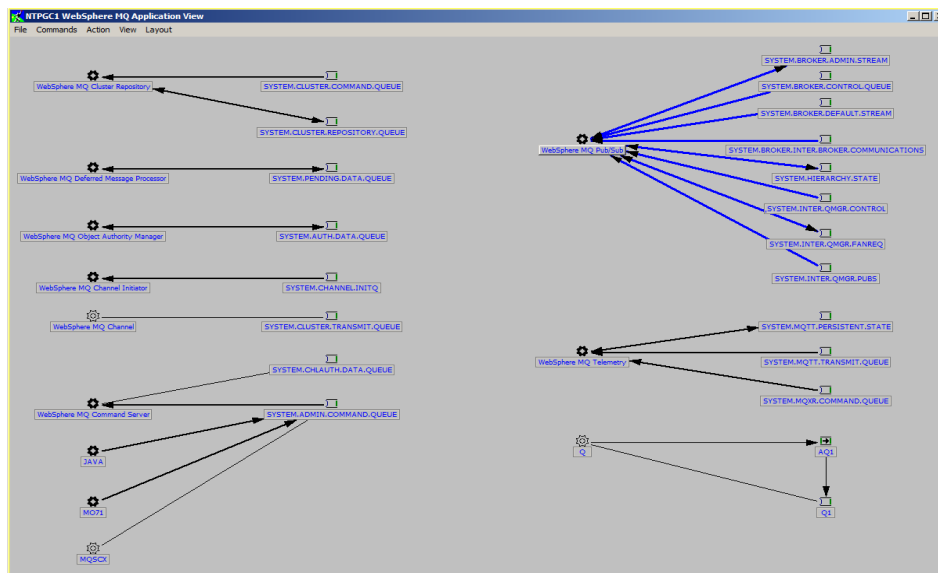 NTPGC1 WebSphere MQ Application View
File Commands Action View Layout
WebSphere MQ Cluster Repository
SYSTEM.CLUSTER.COMMAND.QUEUE
SYSTEM.CLUSTER.REPOSITORY.QUEUE
WebSphere MQ Deferred Message Processor
SYSTEM.PENDING.DATA.QUEUE
WebSphere MQ Object Authority Manager
SYSTEM.AUTH.DATA.QUEUE
WebSphere MQ Channel Initiator
SYSTEM.CHANNEL.INITQ
WebSphere MQ Channel
SYSTEM.CLUSTER.TRANSMIT.QUEUE
SYSTEM.CHLAUTH.DATA.QUEUE
WebSphere MQ Command Server
SYSTEM.ADMIN.COMMAND.QUEUE
JAVA
MO71
MQSCX
SYSTEM.BROKER.ADMIN.STREAM
SYSTEM.BROKER.CONTROL.QUEUE
SYSTEM.BROKER.DEFAULT.STREAM
WebSphere MQ Pub/Sub
SYSTEM.BROKER.INTER.BROKER.COMMUNICATIONS
SYSTEM.HIERARCHY.STATE
SYSTEM.INTER.QMGR.CONTROL
SYSTEM.INTER.QMGR.FANREQ
SYSTEM.INTER.QMGR.PUBS
SYSTEM.MQTT.PERSISTENT.STATE
WebSphere MQ Telemetry
SYSTEM.MQTT.TRANSMIT.QUEUE
SYSTEM.MQXR.COMMAND.QUEUE
Q
AQ1
Q1